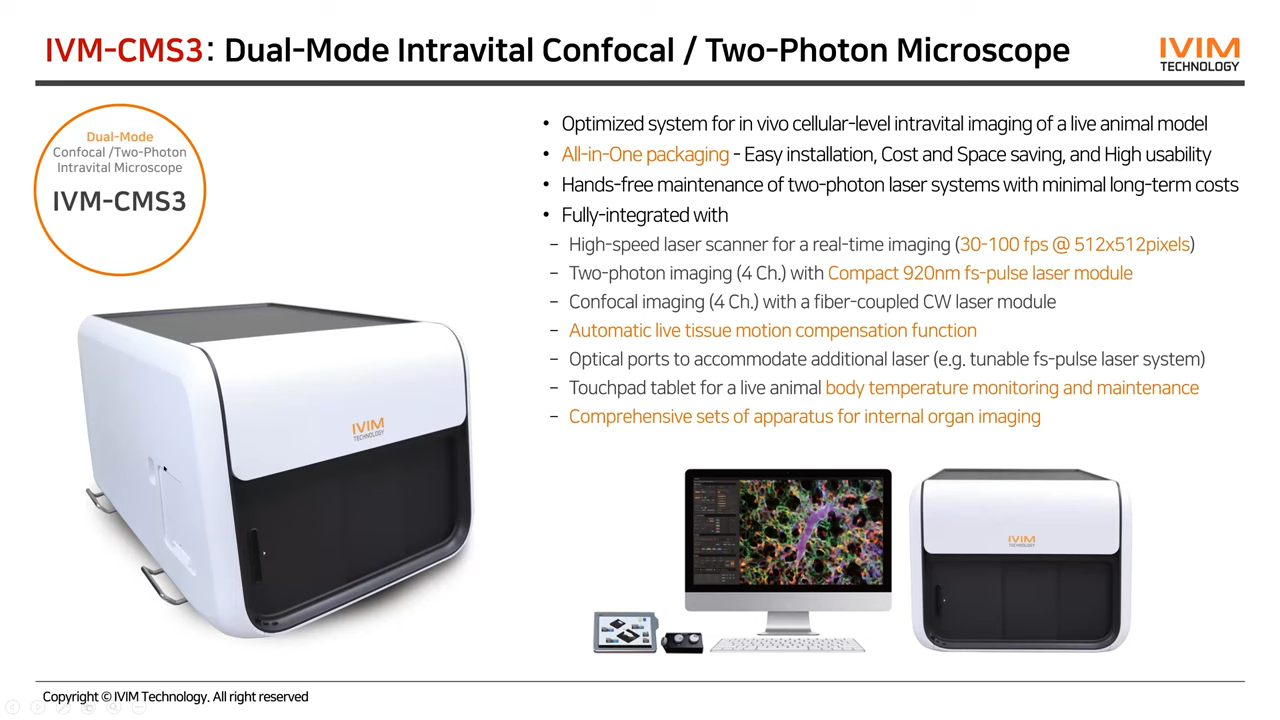 IVM-CMS3: Dual-Mode Intravital Confocal / Two-Photon Microscope
IVIM
TECHNOLOGY
Dual-Mode
Confocal /Two-Photon
Intravital Microscope
IVM-CMS3
• Optimized system for in vivo cellular-level intravital imaging of a live animal model
• All-in-One packaging - Easy installation, Cost and Space saving, and High usability
• Hands-free maintenance of two-photon laser systems with minimal long-term costs
• Fully-integrated with
– High-speed laser scanner for a real-time imaging (30-100 fps @ 512x512pixels)
– Two-photon imaging (4 Ch.) with Compact 920nm fs-pulse laser module
– Confocal imaging (4 Ch.) with a fiber-coupled CW laser module
– Automatic live tissue motion compensation function
– Optical ports to accommodate additional laser (e.g. tunable fs-pulse laser system)
– Touchpad tablet for a live animal body temperature monitoring and maintenance
– Comprehensive sets of apparatus for internal organ imaging
IVIM
TECHNOLOGY
IVIM
TECHNOLOGY
Copyright © IVIM Technology. All right reserved